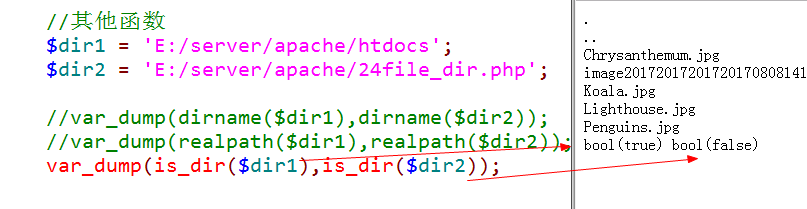 //其他函数
$dir1 = 'E:/server/apache/htdocs';
$dir2 = 'E:/server/apache/24file_dir.php';
//var_dump(dirname($dir1),dirname($dir2));
//var_dump(realpath($dir1),realpath($dir2));
var_dump(is_dir($dir1),is_dir($dir2));
.
..
Chrysanthemum.jpg
image20172017201720170808141
Koala.jpg
Lighthouse.jpg
Penguins.jpg
bool(true) bool(false)